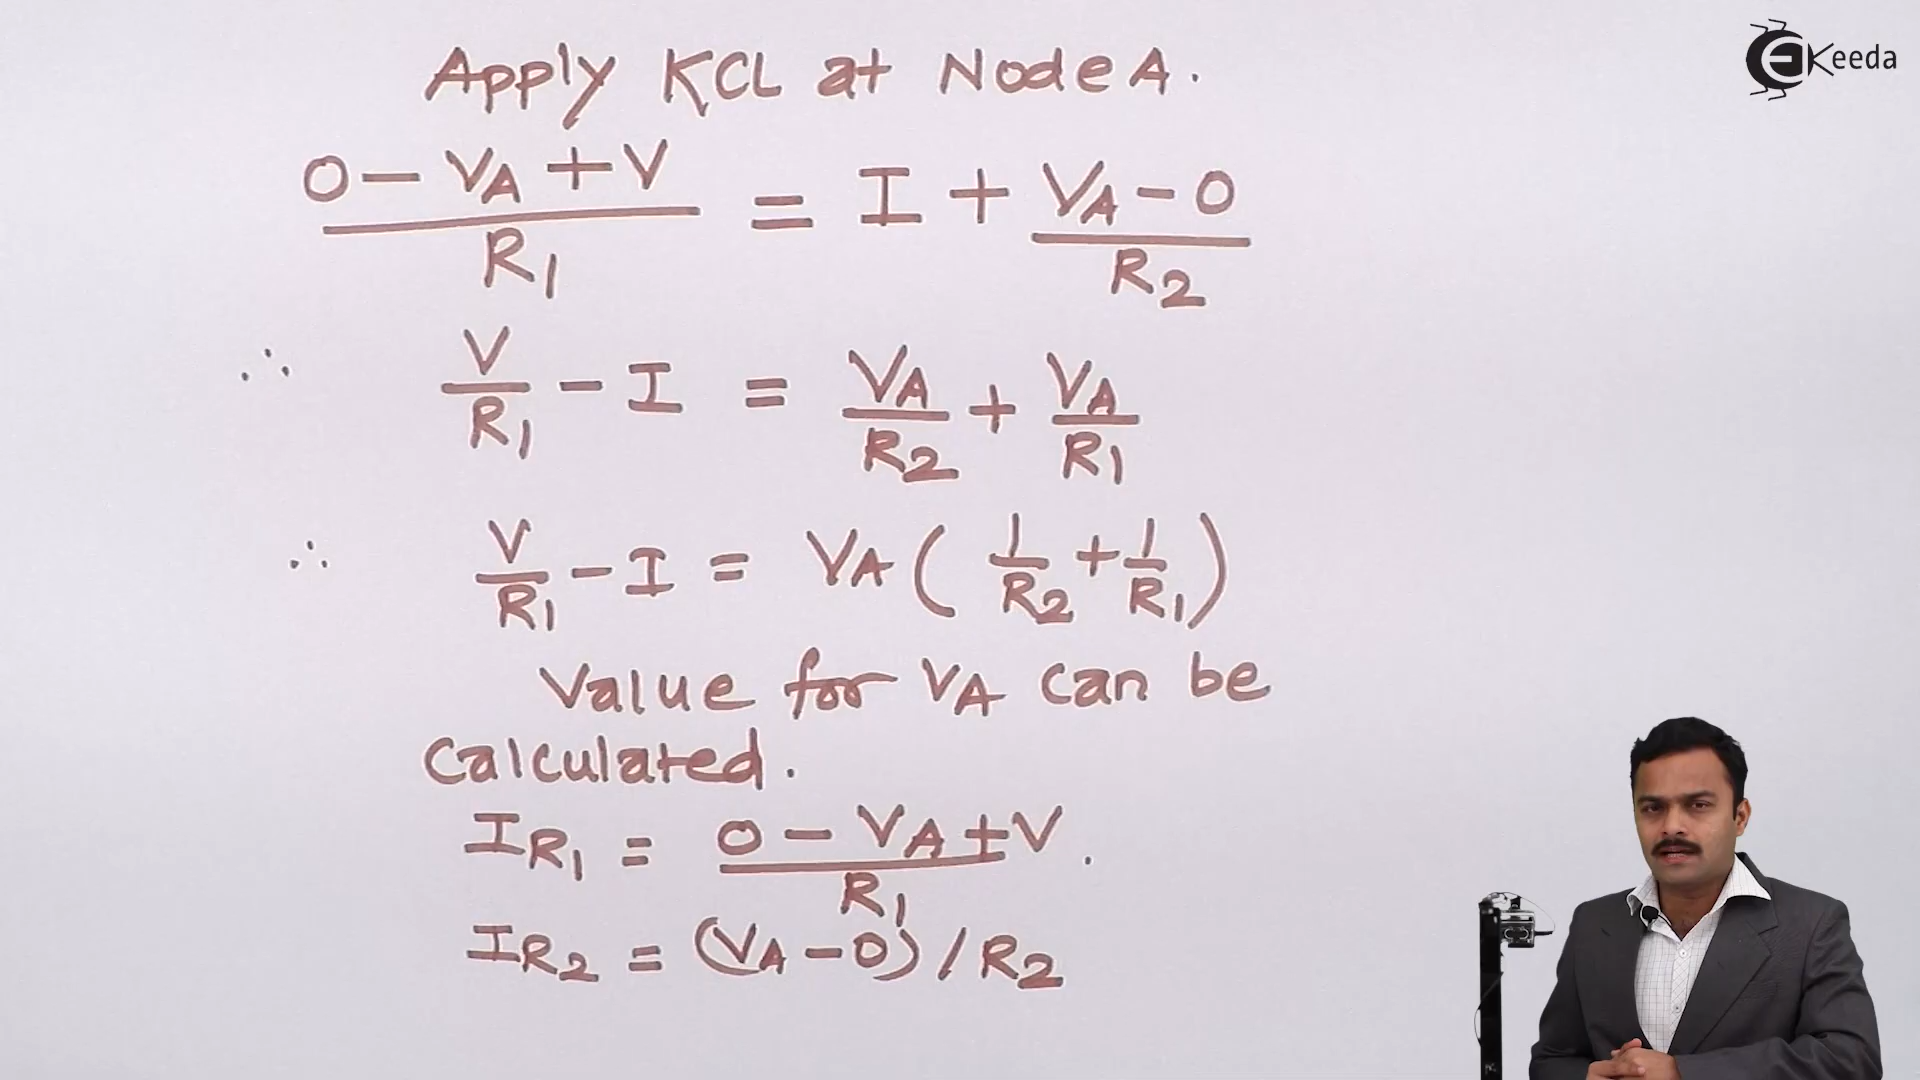 Keeda
Apply KCL at Node A.
(0 - VA + V) / R1 = I + (VA - 0) / R2
∴ V/R1 - I = VA/R2 + VA/R1
∴ V/R1 - I = VA ( 1/R2 + 1/R1 )
Value for VA can be
Calculated.
IR1 = (0 - VA + V) / R1 .
IR2 = (VA - 0) / R2